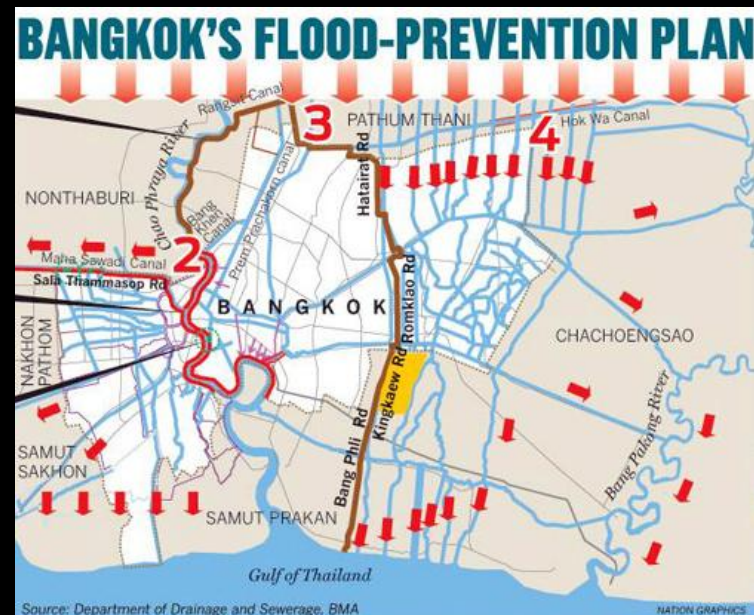 BANGKOK'S FLOOD-PREVENTION PLAN
Rangsit Canal
3
PATHUM THANI
4
Hok Wa Canal
Chao Phraya River
Prem Prachakorn canal
Hatairat Rd
NONTHABURI
Bang Khen Canal
2
Maha Sawadi Canal
Sala Thammasop Rd
BANGKOK
Romklao Rd
CHACHOENGSAO
NAKHON PATHOM
Kingkaew Rd
Bang Phli Rd
Bang Pakong River
SAMUT SAKHON
SAMUT PRAKAN
Gulf of Thailand
Source: Department of Drainage and Sewerage, BMA
NATION GRAPHICS